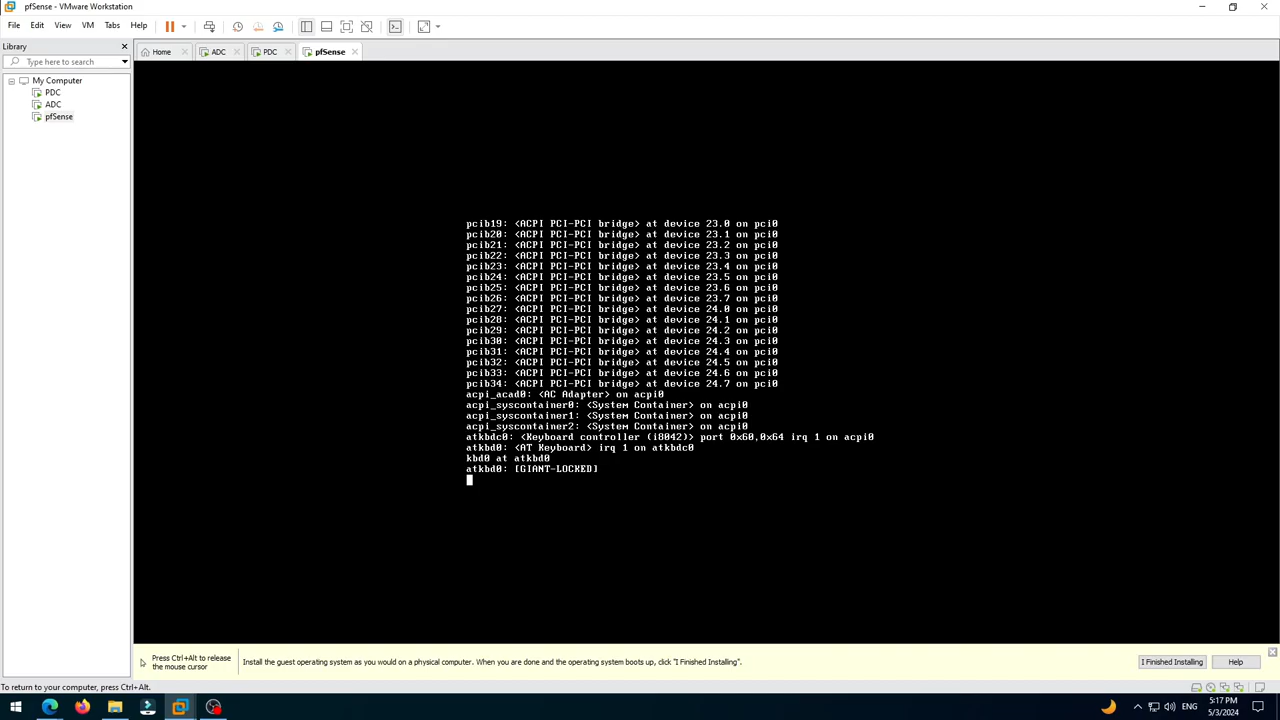 pfSense - VMware Workstation
File Edit View VM Tabs Help
Library
Type here to search
My Computer
PDC
ADC
pfSense
Home ADC PDC pfSense
pcib19: <ACPI PCI-PCI bridge> at device 23.0 on pci0
pcib20: <ACPI PCI-PCI bridge> at device 23.1 on pci0
pcib21: <ACPI PCI-PCI bridge> at device 23.2 on pci0
pcib22: <ACPI PCI-PCI bridge> at device 23.3 on pci0
pcib23: <ACPI PCI-PCI bridge> at device 23.4 on pci0
pcib24: <ACPI PCI-PCI bridge> at device 23.5 on pci0
pcib25: <ACPI PCI-PCI bridge> at device 23.6 on pci0
pcib26: <ACPI PCI-PCI bridge> at device 23.7 on pci0
pcib27: <ACPI PCI-PCI bridge> at device 24.0 on pci0
pcib28: <ACPI PCI-PCI bridge> at device 24.1 on pci0
pcib29: <ACPI PCI-PCI bridge> at device 24.2 on pci0
pcib30: <ACPI PCI-PCI bridge> at device 24.3 on pci0
pcib31: <ACPI PCI-PCI bridge> at device 24.4 on pci0
pcib32: <ACPI PCI-PCI bridge> at device 24.5 on pci0
pcib33: <ACPI PCI-PCI bridge> at device 24.6 on pci0
pcib34: <ACPI PCI-PCI bridge> at device 24.7 on pci0
acpi_acad0: <AC Adapter> on acpi0
acpi_syscontainer0: <System Container> on acpi0
acpi_syscontainer1: <System Container> on acpi0
acpi_syscontainer2: <System Container> on acpi0
atkbdc0: <Keyboard controller (i8042)> port 0x60,0x64 irq 1 on acpi0
atkbd0: <AT Keyboard> irq 1 on atkbdc0
kbd0 at atkbd0
atkbd0: [GIANT-LOCKED]
Press Ctrl+Alt to release
the mouse cursor
Install the guest operating system as you would on a physical computer. When you are done and the operating system boots up, click "I Finished Installing".
I Finished Installing Help
To return to your computer, press Ctrl+Alt.
ENG
5:17 PM
5/3/2024